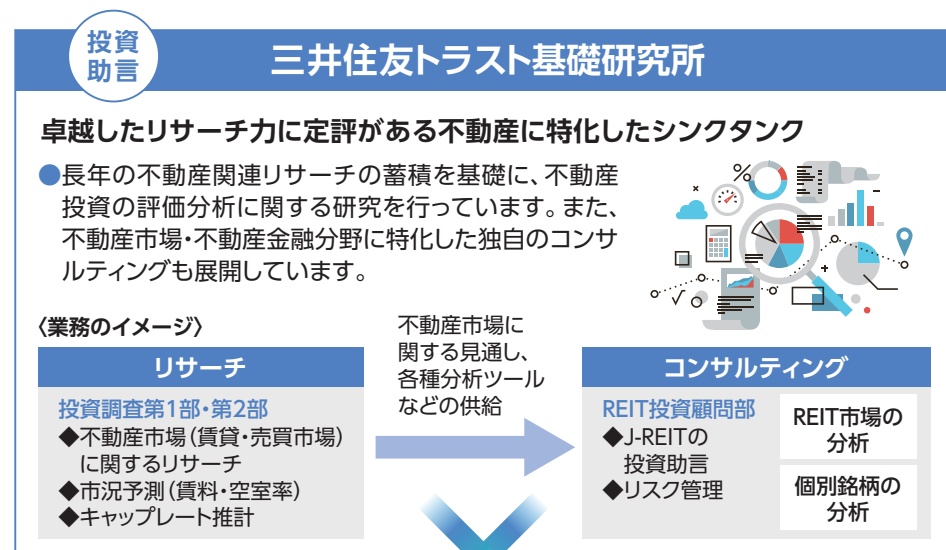 投資
助言
三井住友トラスト基礎研究所
卓越したリサーチ力に定評がある不動産に特化したシンクタンク
●長年の不動産関連リサーチの蓄積を基礎に、不動産
投資の評価分析に関する研究を行っています。また、
不動産市場・不動産金融分野に特化した独自のコンサ
ルティングも展開しています。
%
〈業務のイメージ〉
リサーチ
投資調査第1部・第2部
◆不動産市場（賃貸・売買市場）
に関するリサーチ
◆市況予測（賃料・空室率）
◆キャップレート推計
不動産市場に
関する見通し、
各種分析ツール
などの供給
コンサルティング
REIT投資顧問部
◆J-REITの
投資助言
◆リスク管理
REIT市場の
分析
個別銘柄の
分析